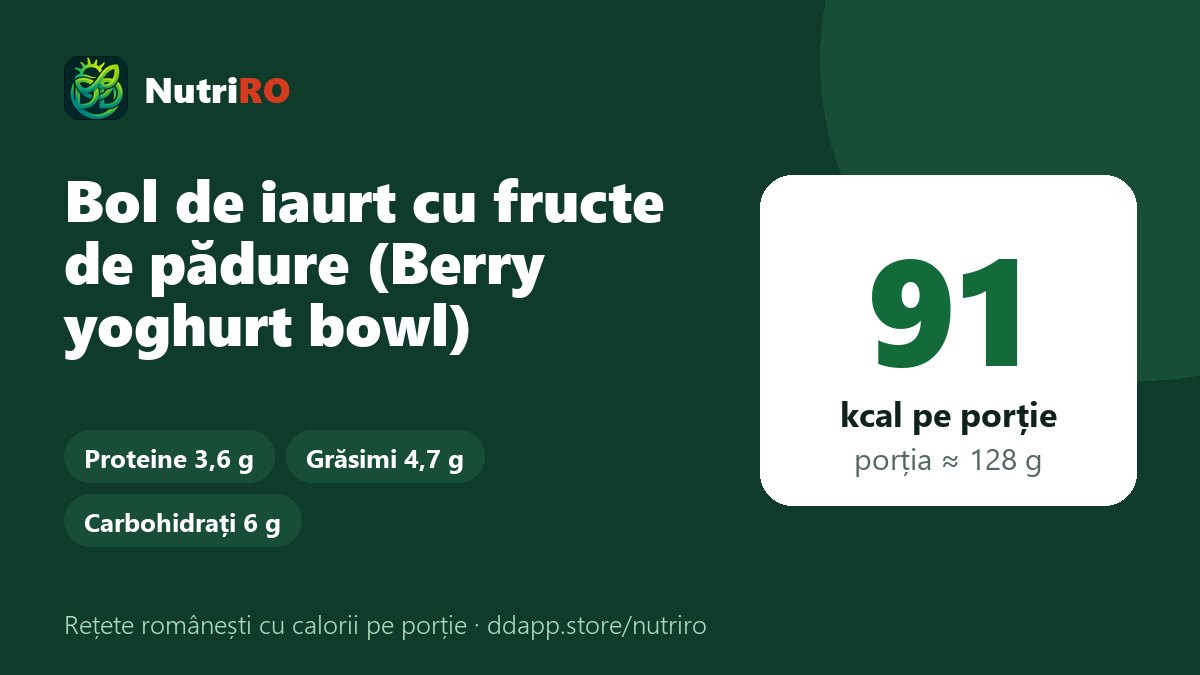 NutriRO
Bol de iaurt cu fructe
de pădure (Berry
yoghurt bowl)
91
kcal pe porție
porția ≈ 128 g
Proteine 3,6 g
Grăsimi 4,7 g
Carbohidrați 6 g
Rețete românești cu calorii pe porție · ddapp.store/nutriro